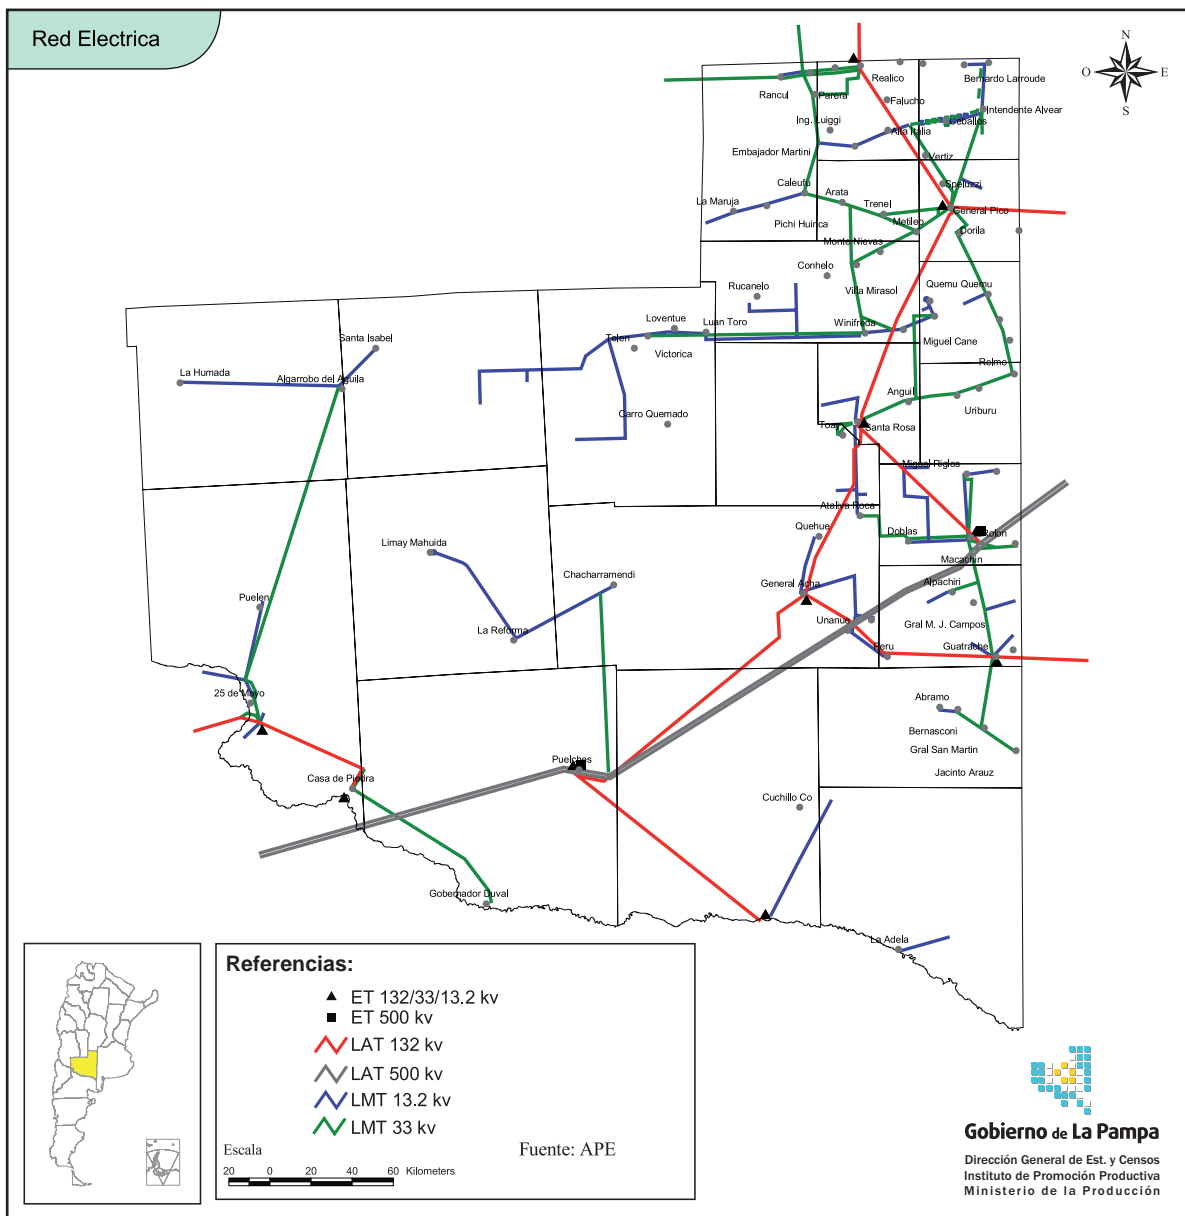 Red Electrica
N
O
E
S
Realico
Bernardo Larroude
Rancul
Parera
Falucho
Intendente Alvear
Ing. Luiggi
Ceballos
Alta Italia
Embajador Martini
Vertiz
Caleufu
Speluzzi
La Maruja
Arata
Trenel
General Pico
Pichi Huinca
Metileo
Dorila
Monte Nievas
Conhelo
Rucanelo
Villa Mirasol
Quemu Quemu
Loventue
Luan Toro
Winifreda
Santa Isabel
Telen
Victorica
Miguel Cane
Relmo
La Humada
Algarrobo del Aguila
Anguil
Uriburu
Carro Quemado
Toay
Santa Rosa
Miguel Riglos
Ataliva Roca
Quehue
Doblas
Rolon
Limay Mahuida
Macachin
Chacharramendi
General Acha
Alpachiri
Puelen
Unanue
Gral M. J. Campos
La Reforma
Peru
Guatrache
25 de Mayo
Abramo
Bernasconi
Gral San Martin
Puelches
Jacinto Arauz
Casa de Piedra
Cuchillo Co
Gobernador Duval
La Adela
Referencias:
ET 132/33/13.2 kv
ET 500 kv
LAT 132 kv
LAT 500 kv
LMT 13.2 kv
LMT 33 kv
Escala
Fuente: APE
20 0 20 40 60 Kilometers
Gobierno de La Pampa
Dirección General de Est. y Censos
Instituto de Promoción Productiva
Ministerio de la Producción